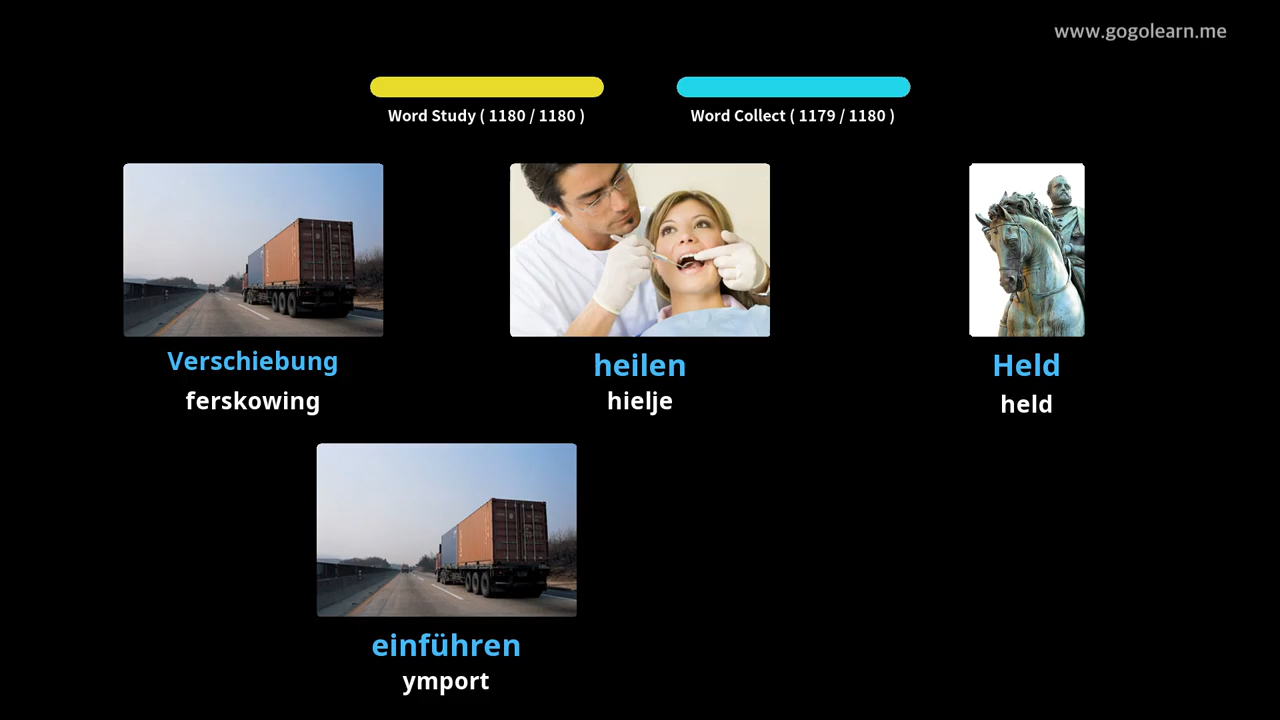 www.gogolearn.me
Word Study ( 1180 / 1180 )
Word Collect ( 1179 / 1180 )
Verschiebung
ferskowing
heilen
hielje
Held
held
einführen
ymport